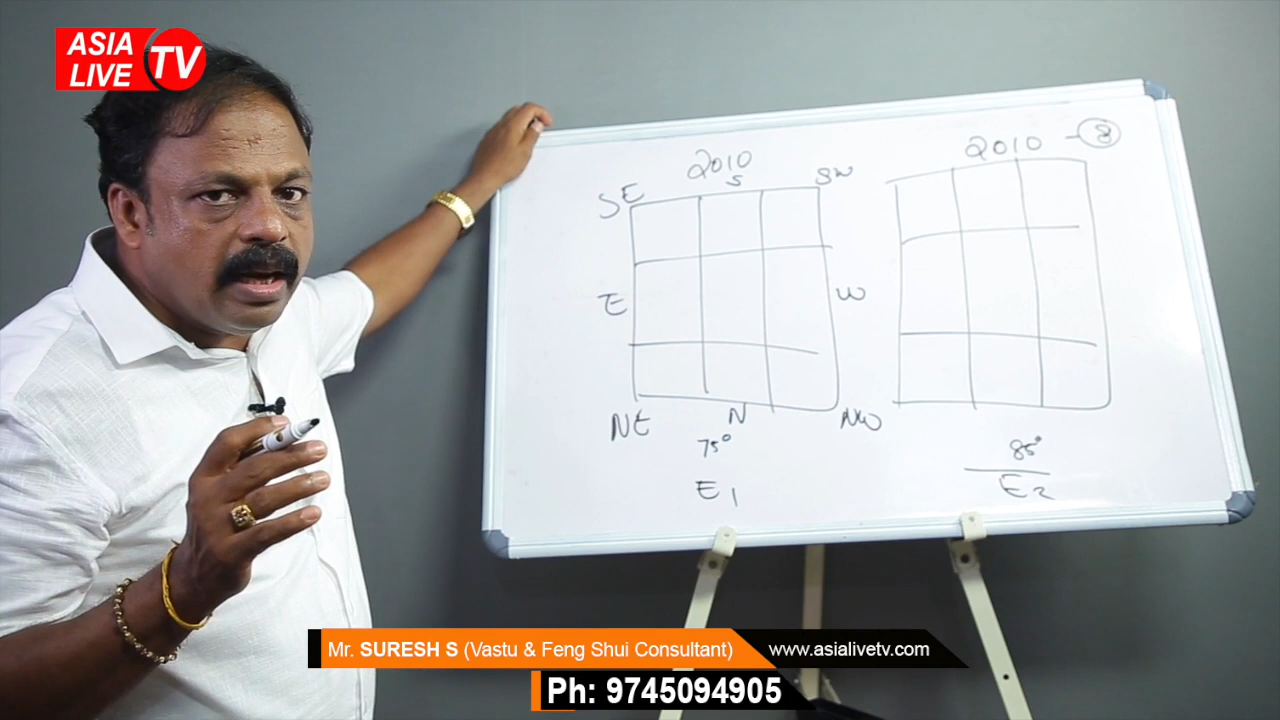 ASIA
LIVE
TV
2010
S
SE
SW
E
W
NE
N
NW
75°
E1
2010 - 8
85°
E2
Mr. SURESH S (Vastu & Feng Shui Consultant)
www.asialivetv.com
Ph: 9745094905